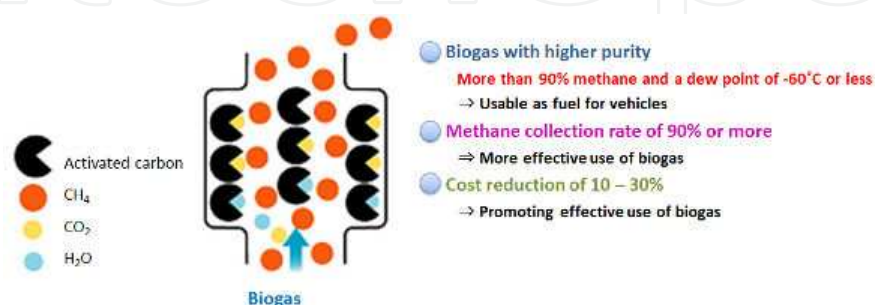 Biogas with higher purity
More than 90% methane and a dew point of -60°C or less
→ Usable as fuel for vehicles
Methane collection rate of 90% or more
⇒ More effective use of biogas
Cost reduction of 10 – 30%
→ Promoting effective use of biogas
Activated carbon
CH₄
CO₂
H₂O
Biogas